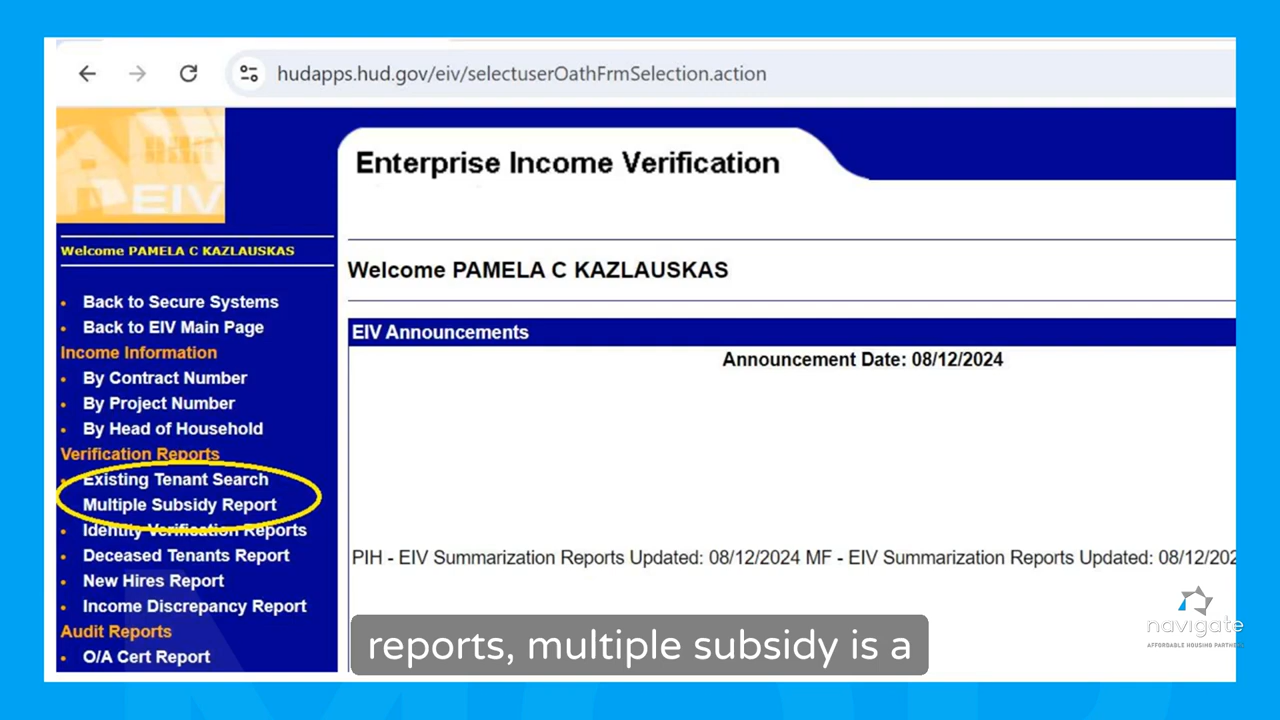 hudapps.hud.gov/eiv/selectuserOathFrmSelection.action
EIV
Enterprise Income Verification
Welcome PAMELA C KAZLAUSKAS
Back to Secure Systems
Back to EIV Main Page
Income Information
By Contract Number
By Project Number
By Head of Household
Verification Reports
Existing Tenant Search
Multiple Subsidy Report
Identity Verification Reports
Deceased Tenants Report
New Hires Report
Income Discrepancy Report
Audit Reports
O/A Cert Report
Welcome PAMELA C KAZLAUSKAS
EIV Announcements
Announcement Date: 08/12/2024
PIH - EIV Summarization Reports Updated: 08/12/2024 MF - EIV Summarization Reports Updated: 08/12/202
navigate
AFFORDABLE HOUSING PARTNERS
reports, multiple subsidy is a